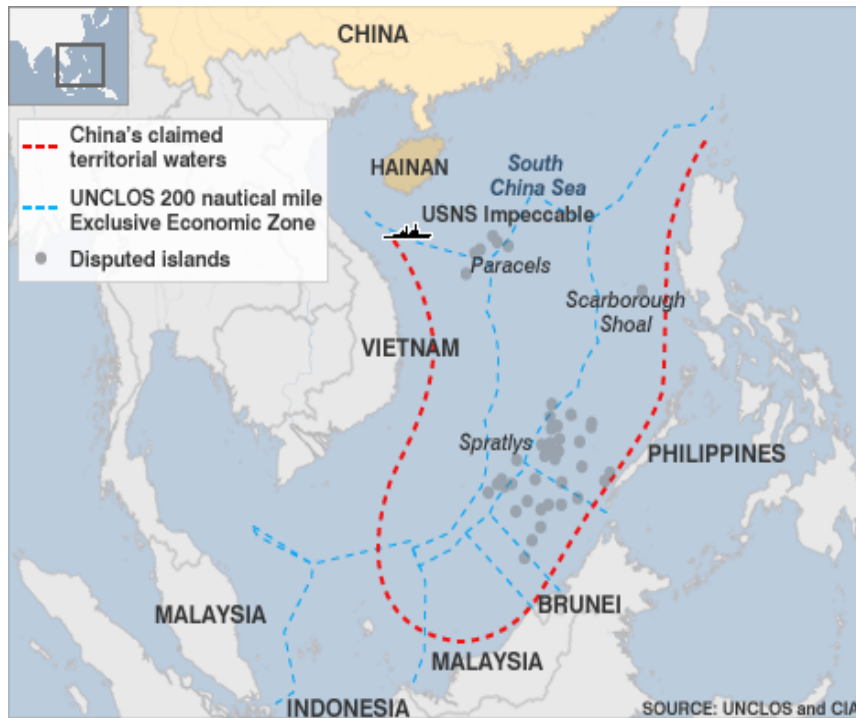 CHINA
China's claimed
territorial waters
UNCLOS 200 nautical mile
Exclusive Economic Zone
Disputed islands
HAINAN
South
China Sea
USNS Impeccable
Paracels
Scarborough
Shoal
VIETNAM
Spratlys
PHILIPPINES
MALAYSIA
BRUNEI
MALAYSIA
INDONESIA
SOURCE: UNCLOS and CIA